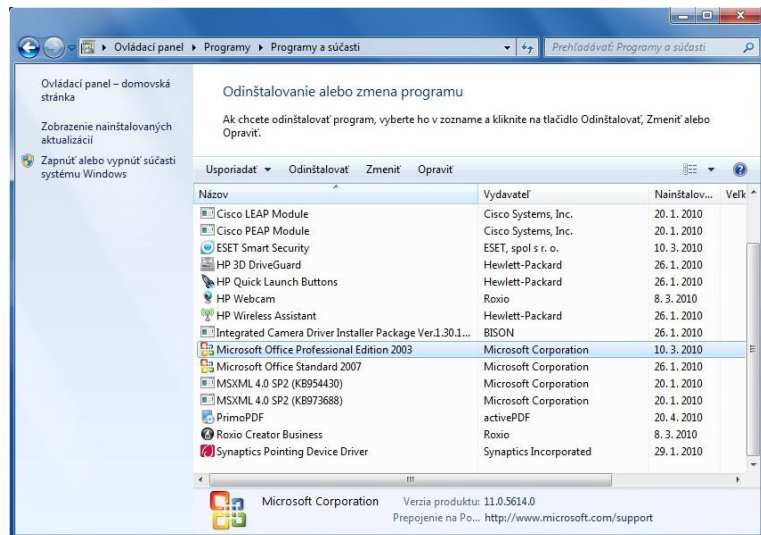 Ovládací panel Programy Programy a súčasti
Prehľadávať: Programy a súčasti
Ovládací panel – domovská
stránka
Zobrazenie nainštalovaných
aktualizácií
Zapnúť alebo vypnúť súčasti
systému Windows
Odinštalovanie alebo zmena programu
Ak chcete odinštalovať program, vyberte ho v zozname a kliknite na tlačidlo Odinštalovať, Zmeniť alebo
Opraviť.
Usporiadať Odinštalovať Zmeniť Opraviť
Názov Vydavateľ Nainštalov... Veľk
Cisco LEAP Module Cisco Systems, Inc. 20. 1. 2010
Cisco PEAP Module Cisco Systems, Inc. 20. 1. 2010
ESET Smart Security ESET, spol s r. o. 10. 3. 2010
HP 3D DriveGuard Hewlett-Packard 26. 1. 2010
HP Quick Launch Buttons Hewlett-Packard 26. 1. 2010
HP Webcam Roxio 8. 3. 2010
HP Wireless Assistant Hewlett-Packard 26. 1. 2010
Integrated Camera Driver Installer Package Ver.1.30.1... BISON 26. 1. 2010
Microsoft Office Professional Edition 2003 Microsoft Corporation 10. 3. 2010
Microsoft Office Standard 2007 Microsoft Corporation 26. 1. 2010
MSXML 4.0 SP2 (KB954430) Microsoft Corporation 20. 1. 2010
MSXML 4.0 SP2 (KB973688) Microsoft Corporation 20. 1. 2010
PrimoPDF activePDF 20. 4. 2010
Roxio Creator Business Roxio 8. 3. 2010
Synaptics Pointing Device Driver Synaptics Incorporated 29. 1. 2010
Microsoft Corporation Verzia produktu: 11.0.5614.0
Prepojenie na Po... http://www.microsoft.com/support